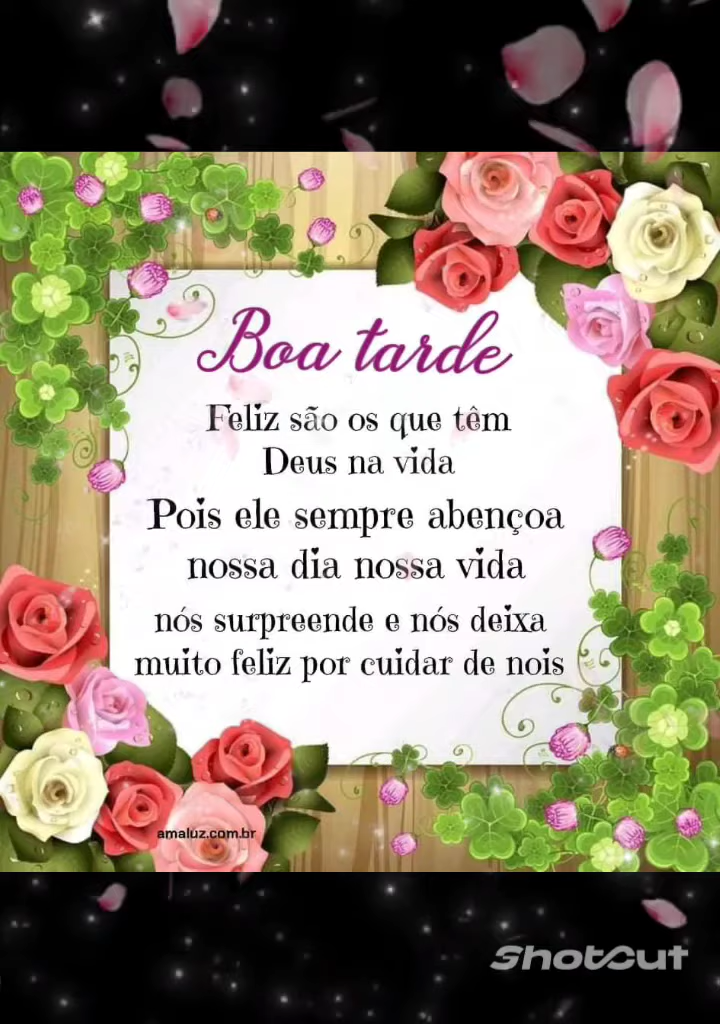 Boa tarde
Feliz são os que têm
Deus na vida
Pois ele sempre abençoa
nossa dia nossa vida
nós surpreende e nós deixa
muito feliz por cuidar de nois
amaluz.com.br
ShotCut